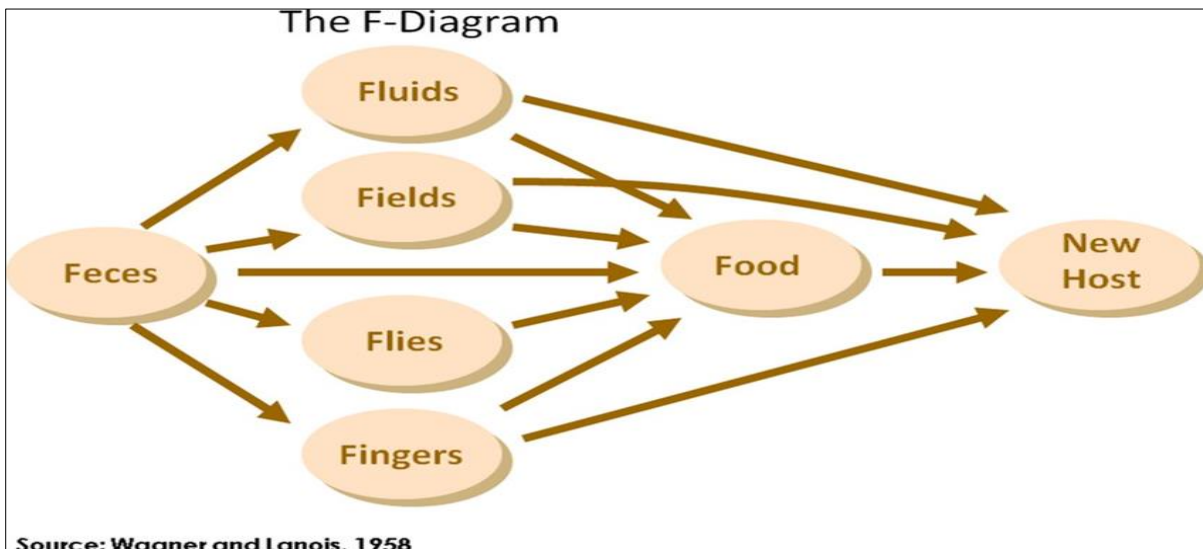 The F-Diagram
Fluids
Fields
Feces
Food
New
Host
Flies
Fingers
Source: Wagner and Lanois, 1958